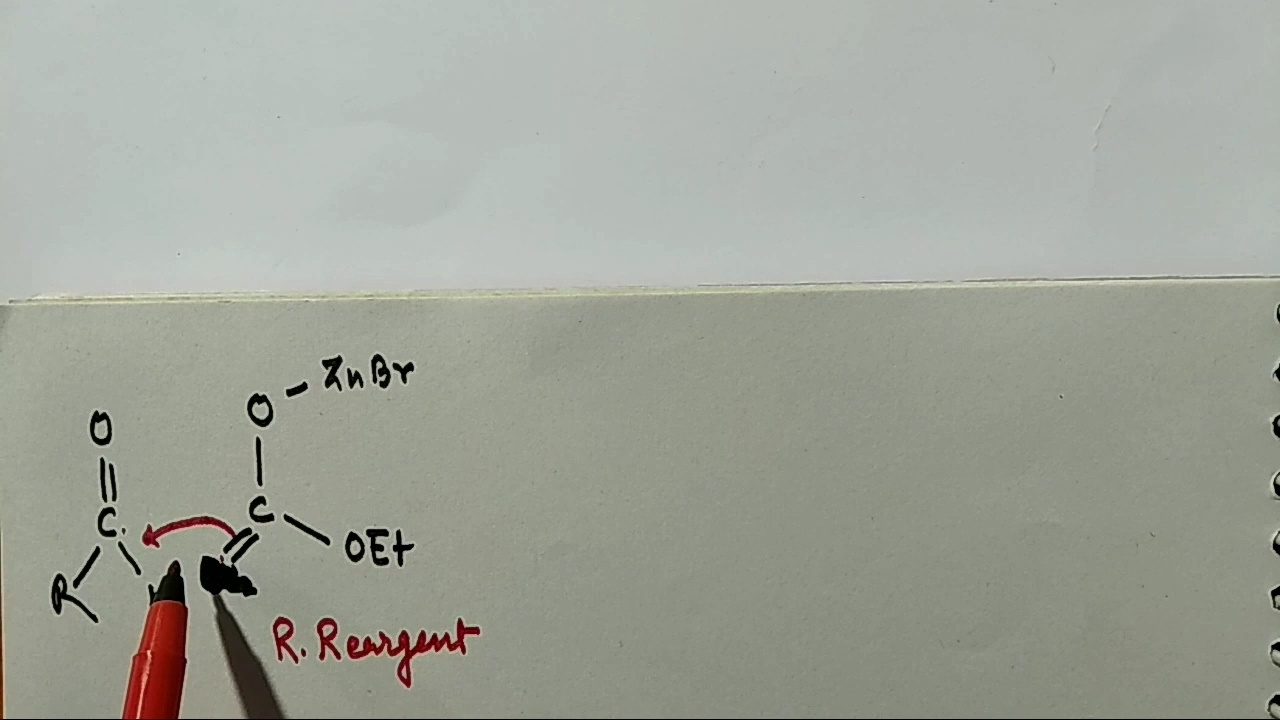 O - ZnBr
O
C
C
OEt
R
R. Reargent